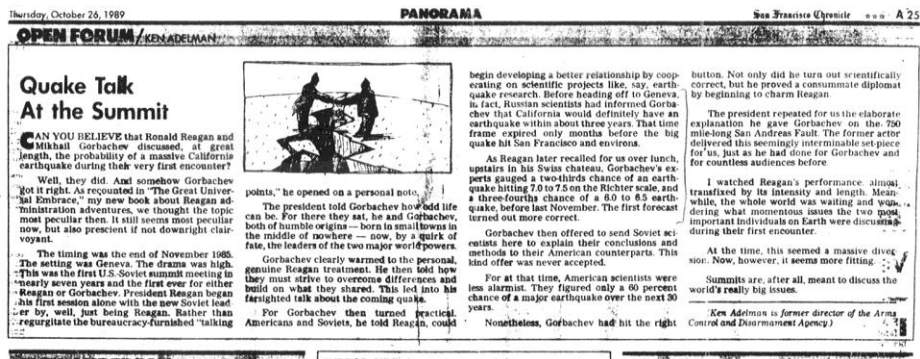 Thursday, October 26, 1989
PANORAMA
San Francisco Chronicle
A 25
OPEN FORUM/KEN ADELMAN
Quake Talk
At the Summit
CAN YOU BELIEVE that Ronald Reagan and
Mikhail Gorbachev discussed, at great
length, the probability of a massive California
earthquake during their very first encounter?
Well, they did. And somehow Gorbachev
got it right. As recounted in "The Great Univer-
sal Embrace," my new book about Reagan ad-
ministration adventures, we thought the topic
most peculiar then. It still seems most peculiar
now, but also prescient if not downright clair-
voyant.
The timing was the end of November 1985.
The setting was Geneva. The drama was high.
This was the first U.S.-Soviet summit meeting in
nearly seven years and the first ever for either
Reagan or Gorbachev. President Reagan began
his first session alone with the new Soviet lead-
er by, well, just being Reagan. Rather than
regurgitate the bureaucracy-furnished "talking
points," he opened on a personal note.
The president told Gorbachev how odd life
can be. For there they sat, he and Gorbachev,
both of humble origins — born in small towns in
the middle of nowhere — now, by a quirk of
fate, the leaders of the two major world powers.
Gorbachev clearly warmed to the personal,
genuine Reagan treatment. He then told how
they must strive to overcome differences and
build on what they shared. This led into his
farsighted talk about the coming quake.
For Gorbachev then turned practical.
Americans and Soviets, he told Reagan, could
begin developing a better relationship by coop-
erating on scientific projects like, say, earth-
quake research. Before heading off to Geneva,
in fact, Russian scientists had informed Gorba-
chev that California would definitely have an
earthquake within about three years. That time
frame expired only months before the big
quake hit San Francisco and environs.
As Reagan later recalled for us over lunch,
upstairs in his Swiss chateau, Gorbachev's ex-
perts gauged a two-thirds chance of an earth-
quake hitting 7.0 to 7.5 on the Richter scale, and
a three-fourths chance of a 6.0 to 6.5 earth-
quake, before last November. The first forecast
turned out more correct.
Gorbachev then offered to send Soviet sci-
entists here to explain their conclusions and
methods to their American counterparts. This
kind offer was never accepted.
For at that time, American scientists were
less alarmist. They figured only a 60 percent
chance of a major earthquake over the next 30
years.
Nonetheless, Gorbachev had hit the right
button. Not only did he turn out scientifically
correct, but he proved a consummate diplomat
by beginning to charm Reagan
The president repeated for us the elaborate
explanation he gave Gorbachev on the 750
mile-long San Andreas Fault. The former actor
delivered this seemingly interminable set-piece
for us, just as he had done for Gorbachev and
for countless audiences before.
I watched Reagan's performance, almost
transfixed by its intensity and length. Mean-
while, the whole world was waiting and won-
dering what momentous issues the two most
important individuals on Earth were discussing
during their first encounter.
At the time, this seemed a massive diver-
sion. Now, however, it seems more fitting.
Summits are, after all, meant to discuss the
world's really big issues.
(Ken Adelman is former director of the Arms
Control and Disarmament Agency.)